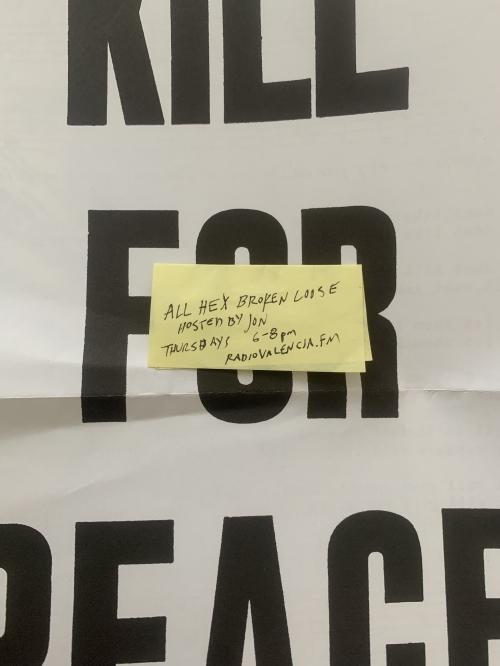 KILL
FOR
ALL HEX BROKEN LOOSE
HOSTED BY JON
THURSDAYS 6-8pm
RADIOVALENCIA.FM
PEACE